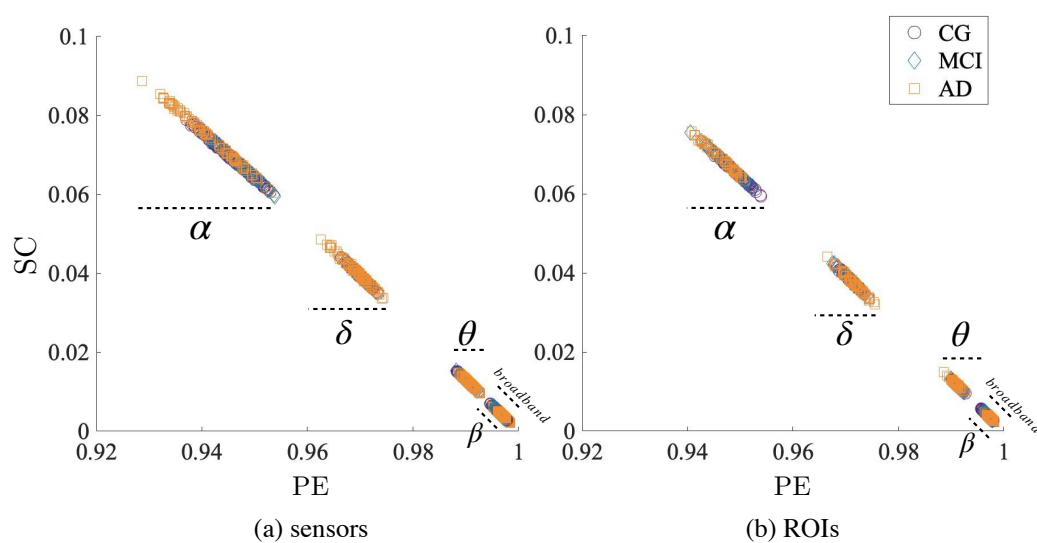 0.1
0.08
0.06
0.04
0.02
0
SC
α
δ
θ
broadband
β
0.92
0.94
0.96
0.98
1
PE
(a) sensors
0.1
0.08
0.06
0.04
0.02
0
CG
MCI
AD
α
δ
θ
broadband
β
0.92
0.94
0.96
0.98
1
PE
(b) ROIs